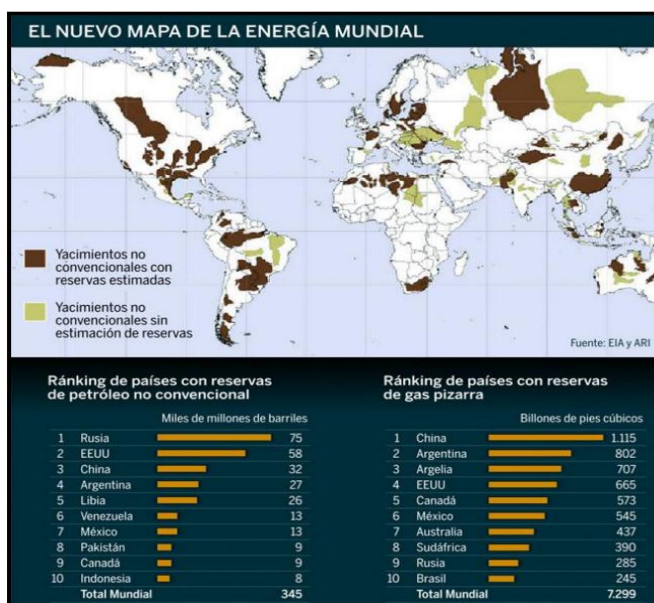 EL NUEVO MAPA DE LA ENERGÍA MUNDIAL
Yacimientos no
convencionales con
reservas estimadas
Yacimientos no
convencionales sin
estimación de reservas
Fuente: EIA y ARI
Ránking de países con reservas
de petróleo no convencional
Miles de millones de barriles
1 Rusia 75
2 EEUU 58
3 China 32
4 Argentina 27
5 Libia 26
6 Venezuela 13
7 México 13
8 Pakistán 9
9 Canadá 9
10 Indonesia 8
Total Mundial 345
Ránking de países con reservas
de gas pizarra
Billones de pies cúbicos
1 China 1.115
2 Argentina 802
3 Argelia 707
4 EEUU 665
5 Canadá 573
6 México 545
7 Australia 437
8 Sudáfrica 390
9 Rusia 285
10 Brasil 245
Total Mundial 7.299